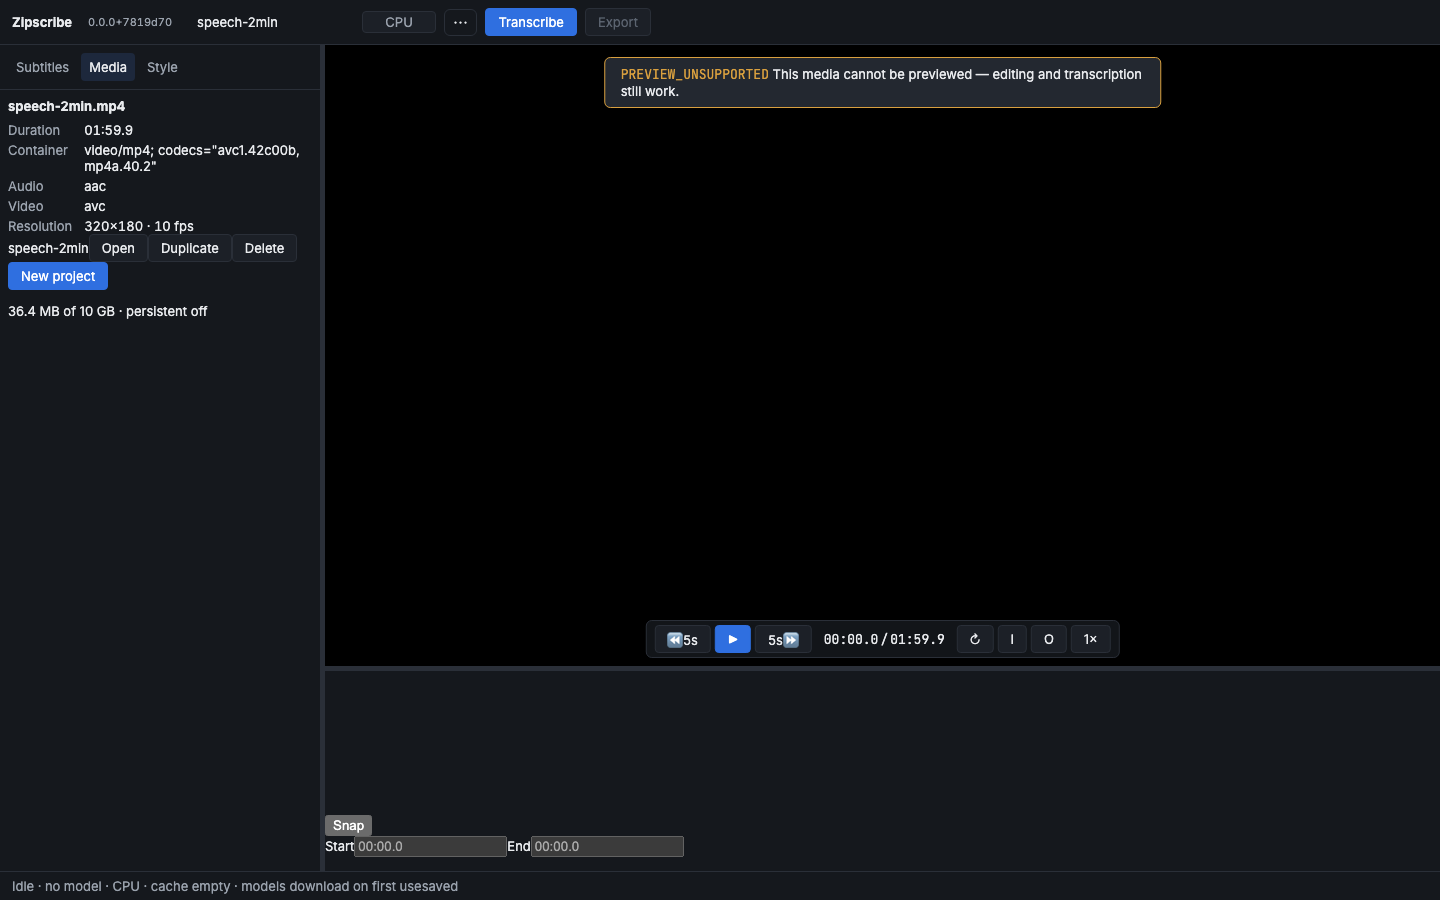 Zipscribe 0.0.0+7819d70 speech-2min CPU ··· Transcribe Export
Subtitles Media Style
speech-2min.mp4
Duration 01:59.9
Container video/mp4; codecs="avc1.42c00b,
mp4a.40.2"
Audio aac
Video avc
Resolution 320×180 · 10 fps
speech-2min Open Duplicate Delete
New project
36.4 MB of 10 GB · persistent off
PREVIEW_UNSUPPORTED This media cannot be previewed — editing and transcription
still work.
⏪5s ▶ 5s⏩ 00:00.0/01:59.9 ↻ I O 1×
Snap
Start 00:00.0 End 00:00.0
Idle · no model · CPU · cache empty · models download on first usesaved